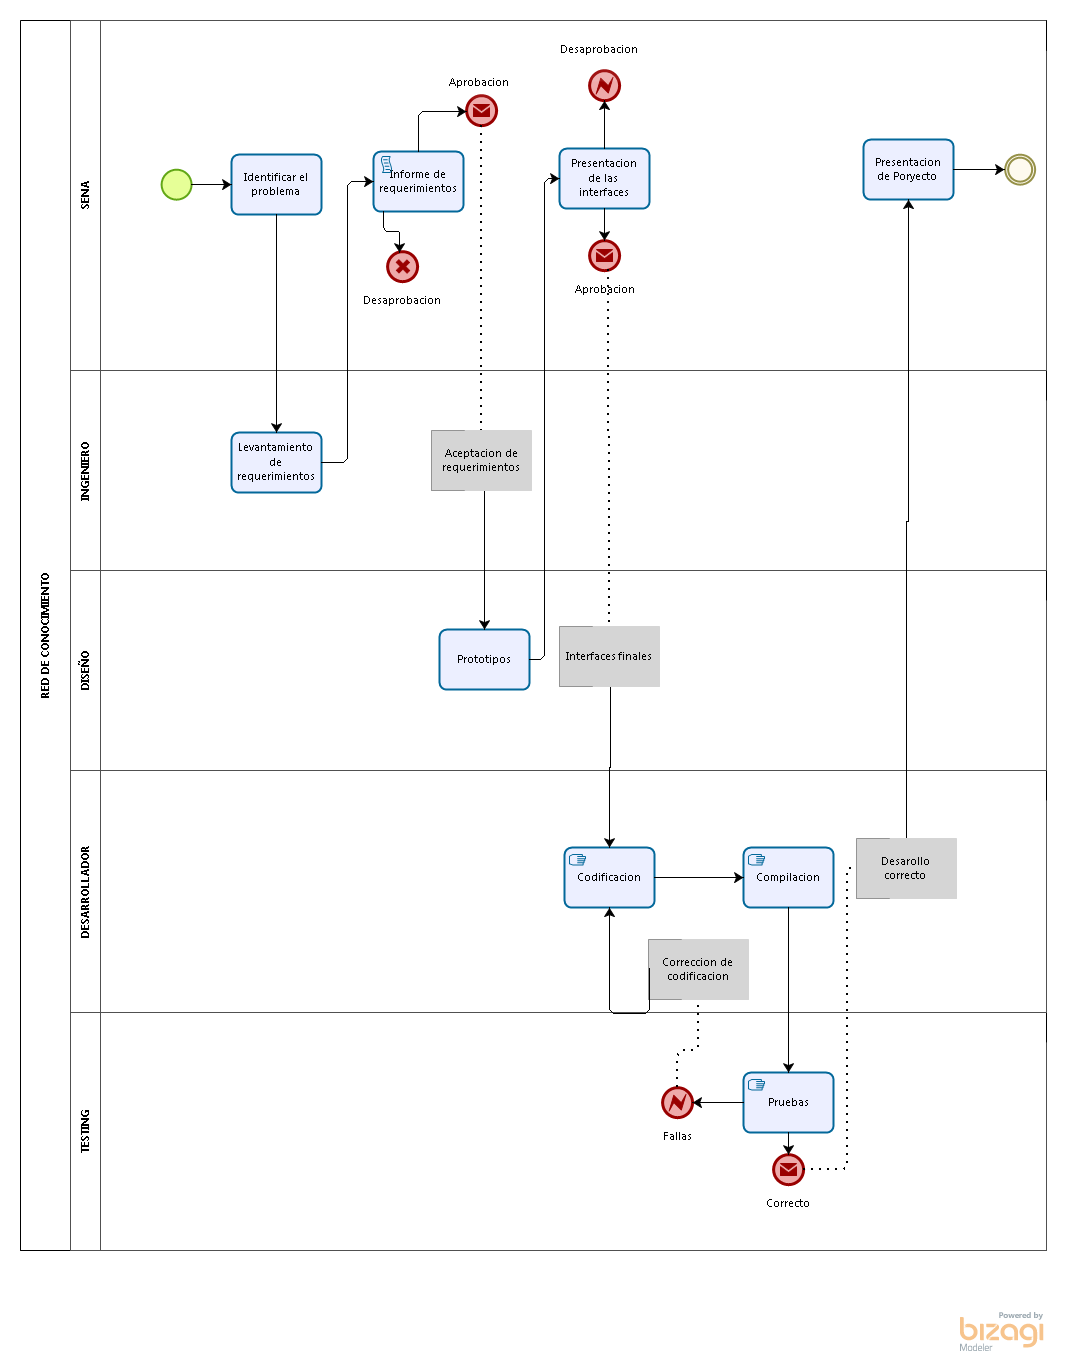 RED DE CONOCIMIENTO
SENA
Desaprobacion
Aprobacion
Identificar el
problema
Informe de
requerimientos
Presentacion
de las
interfaces
Presentacion
de Poryecto
Desaprobacion
Aprobacion
INGENIERO
Levantamiento
de
requerimientos
Aceptacion de
requerimientos
DISEÑO
Prototipos
Interfaces finales
DESARROLLADOR
Codificacion
Compilacion
Desarollo
correcto
Correccion de
codificacion
TESTING
Pruebas
Fallas
Correcto
Powered by
bizagi
Modeler